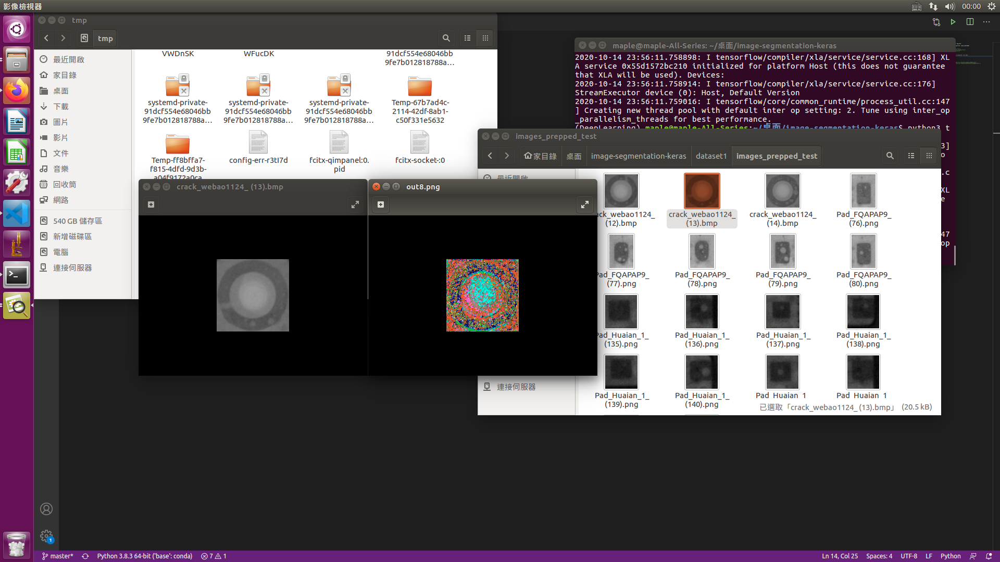 影像檢視器
00:00
tmp
tmp
最近開啟
家目錄
桌面
下載
圖片
影片
文件
音樂
回收筒
網路
540 GB 儲存區
新增磁碟區
電腦
連接伺服器
VWDnSK
WFucDK
91dcf554e68046bb
9fe7b012818788a…
systemd-private-
91dcf554e68046bb
9fe7b012818788a…
systemd-private-
91dcf554e68046bb
9fe7b012818788a…
systemd-private-
91dcf554e68046bb
9fe7b012818788a…
Temp-67b7ad4c-
2114-42df-8ab1-
c50f331e5632
Temp-ff8bffa7-
f815-4dfd-9d3b-
a04f9172a0ca
config-err-r3tI7d
fcitx-qimpanel:0.
pid
fcitx-socket-:0
maple@maple-All-Series: ~/桌面/image-segmentation-keras
2020-10-14 23:56:11.758898: I tensorflow/compiler/xla/service/service.cc:168] XL
A service 0x55d1572bc210 initialized for platform Host (this does not guarantee
that XLA will be used). Devices:
2020-10-14 23:56:11.758914: I tensorflow/compiler/xla/service/service.cc:176]
StreamExecutor device (0): Host, Default Version
2020-10-14 23:56:11.759016: I tensorflow/core/common_runtime/process_util.cc:147
] Creating new thread pool with default inter op setting: 2. Tune using inter_op
_parallelism_threads for best performance.
(DeepLearning) maple@maple-All-Series:~/桌面/image-segmentation-keras$ python3 t
3]
o
.c
XL
e
47
op
images_prepped_test
家目錄
桌面
image-segmentation-keras
dataset1
images_prepped_test
最近開啟
連接伺服器
ck_webao1124_
(12).bmp
crack_webao1124_
(13).bmp
crack_webao1124_
(14).bmp
Pad_FQAPAP9_
(76).png
Pad_FQAPAP9_
(77).png
Pad_FQAPAP9_
(78).png
Pad_FQAPAP9_
(79).png
Pad_FQAPAP9_
(80).png
Pad_Huaian_1_
(135).png
Pad_Huaian_1_
(136).png
Pad_Huaian_1_
(137).png
Pad_Huaian_1_
(138).png
Pad_Huaian_1_
(139).png
Pad_Huaian_1_
(140).png
Pad_Huaian_1
Pad_Huaian_1
已選取「crack_webao1124_ (13).bmp」 (20.5 kB)
crack_webao1124_ (13).bmp
out8.png
1
master*
Python 3.8.3 64-bit ('base': conda)
7
1
Ln 14, Col 25
Spaces: 4
UTF-8
LF
Python